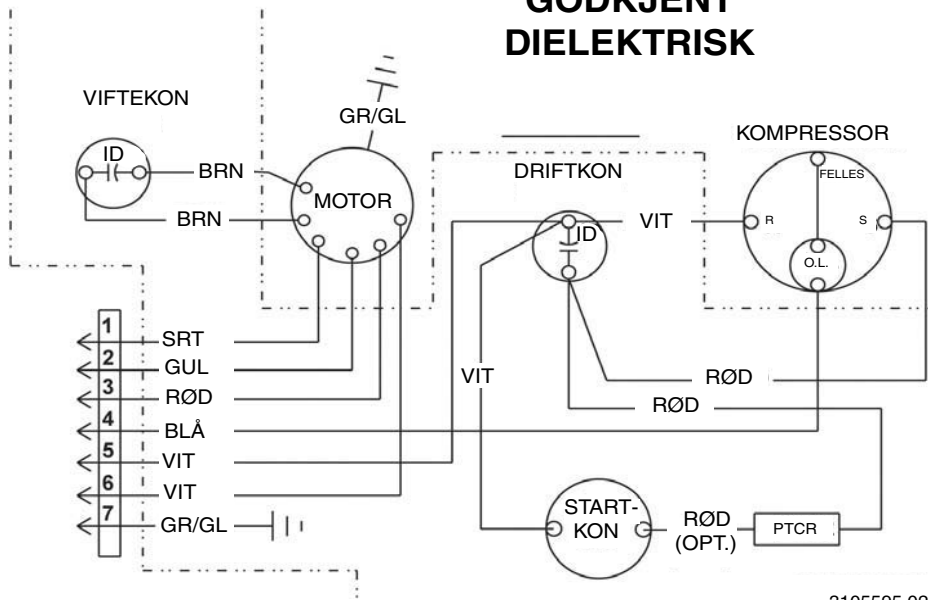 GODKJENT
DIELEKTRISK
VIFTEKON
ID
BRN
BRN
GR/GL
MOTOR
DRIFTKON
ID
VIT
KOMPRESSOR
FELLES
R
S
O.L.
1 SRT
2 GUL
3 RØD
4 BLÅ
5 VIT
6 VIT
7 GR/GL
VIT
RØD
RØD
START-
KON
RØD
(OPT.)
PTCR